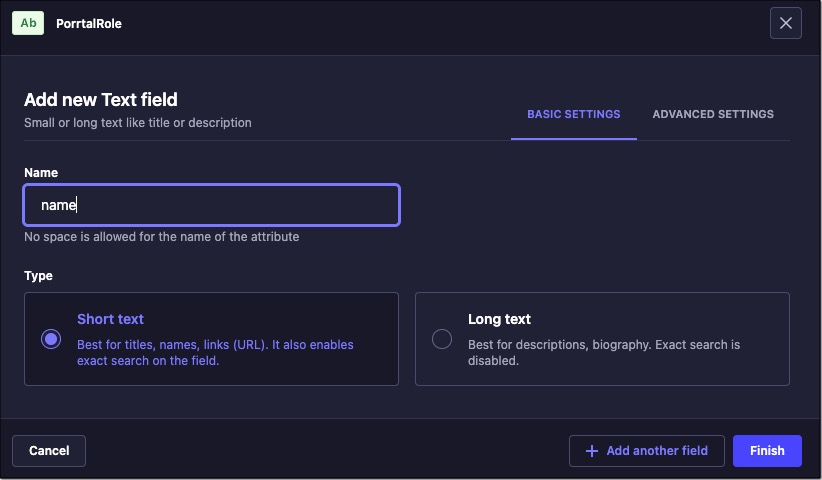 Ab PorrtalRole
Add new Text field
Small or long text like title or description
BASIC SETTINGS ADVANCED SETTINGS
Name
name
No space is allowed for the name of the attribute
Type
Short text
Best for titles, names, links (URL). It also enables
exact search on the field.
Long text
Best for descriptions, biography. Exact search is
disabled.
Cancel
Add another field
Finish